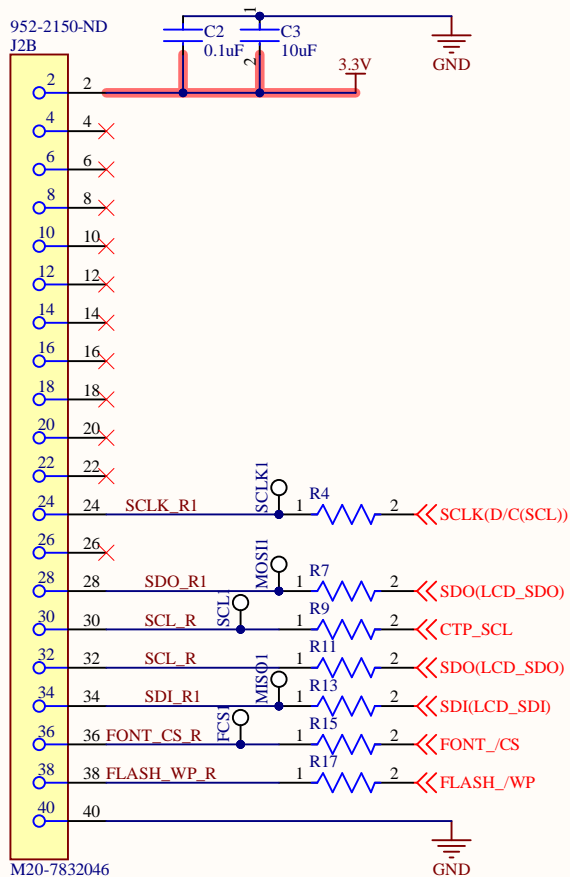 952-2150-ND
J2B
1
C2
0.1uF
C3
10uF
2
GND
3.3V
2 2
4 4
6 6
8 8
10 10
12 12
14 14
16 16
18 18
20 20
22 22
24 24 SCLK_R1 SCLK1 1 R4 2 SCLK(D/C(SCL))
26 26
28 28 SDO_R1 MOSI1 1 R7 2 SDO(LCD_SDO)
30 30 SCL_R SCL1 1 R9 2 CTP_SCL
32 32 SCL_R 1 R11 2 SDO(LCD_SDO)
34 34 SDI_R1 MISO1 1 R13 2 SDI(LCD_SDI)
36 36 FONT_CS_R FCS1 1 R15 2 FONT_/CS
38 38 FLASH_WP_R 1 R17 2 FLASH_/WP
40 40
GND
M20-7832046